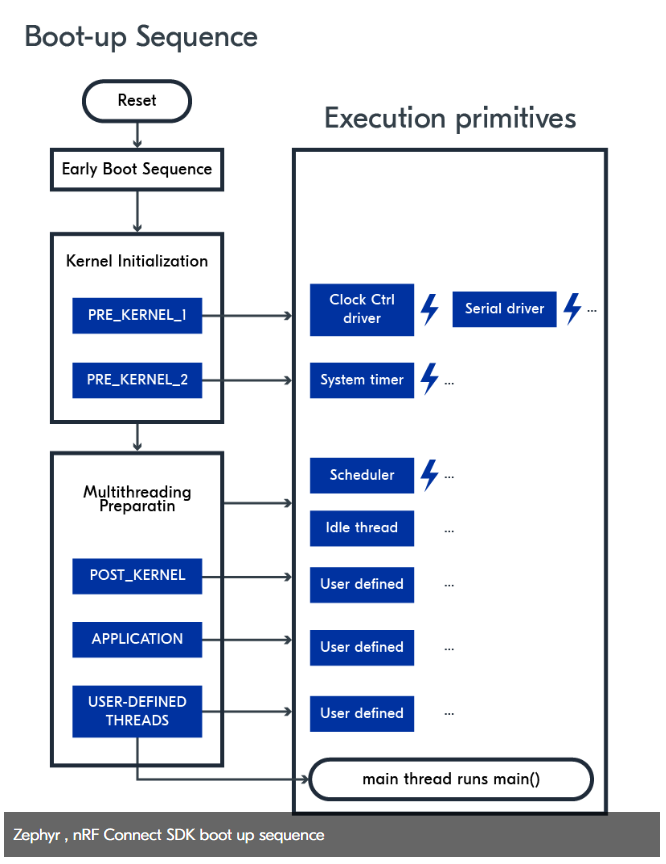 Boot-up Sequence
Reset
Execution primitives
Early Boot Sequence
Kernel Initialization
PRE_KERNEL_1
Clock Ctrl
driver
Serial driver
...
PRE_KERNEL_2
System timer
...
Multithreading
Preparatin
Scheduler
...
Idle thread
...
POST_KERNEL
User defined
...
APPLICATION
User defined
...
USER-DEFINED
THREADS
User defined
...
main thread runs main()
Zephyr , nRF Connect SDK boot up sequence